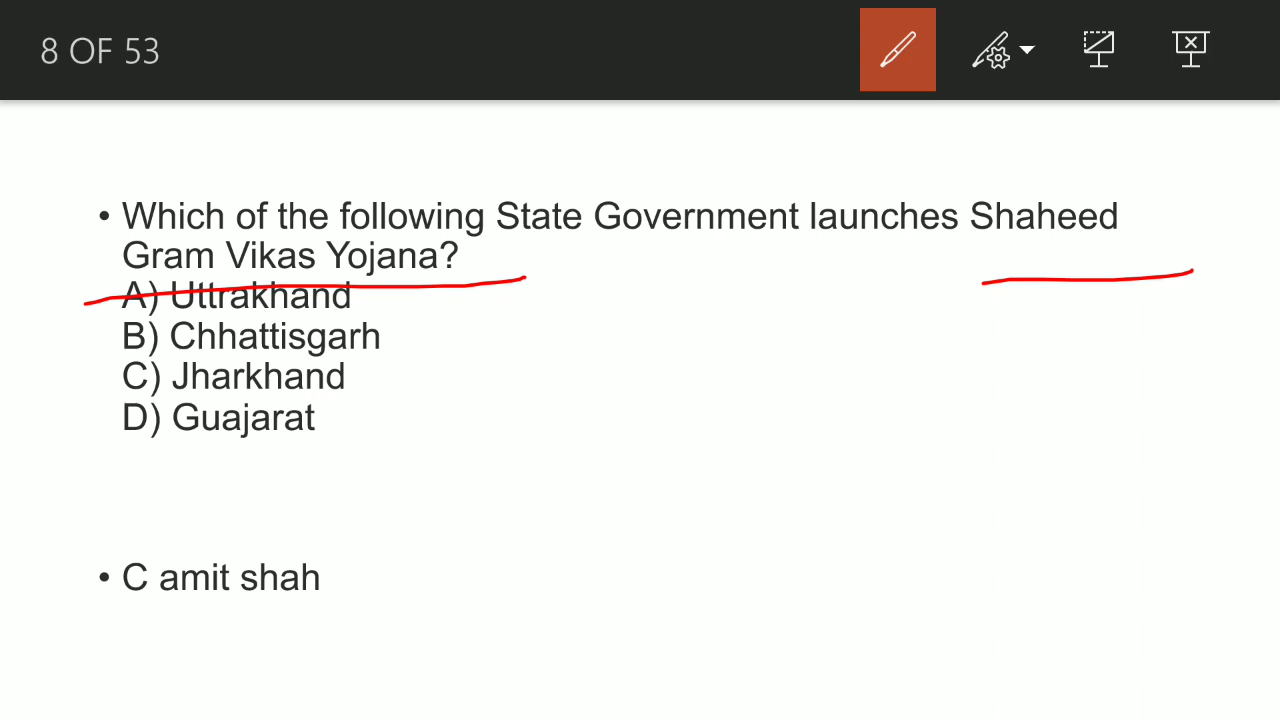 8 OF 53
• Which of the following State Government launches Shaheed
Gram Vikas Yojana?
A) Uttrakhand
B) Chhattisgarh
C) Jharkhand
D) Guajarat
• C amit shah